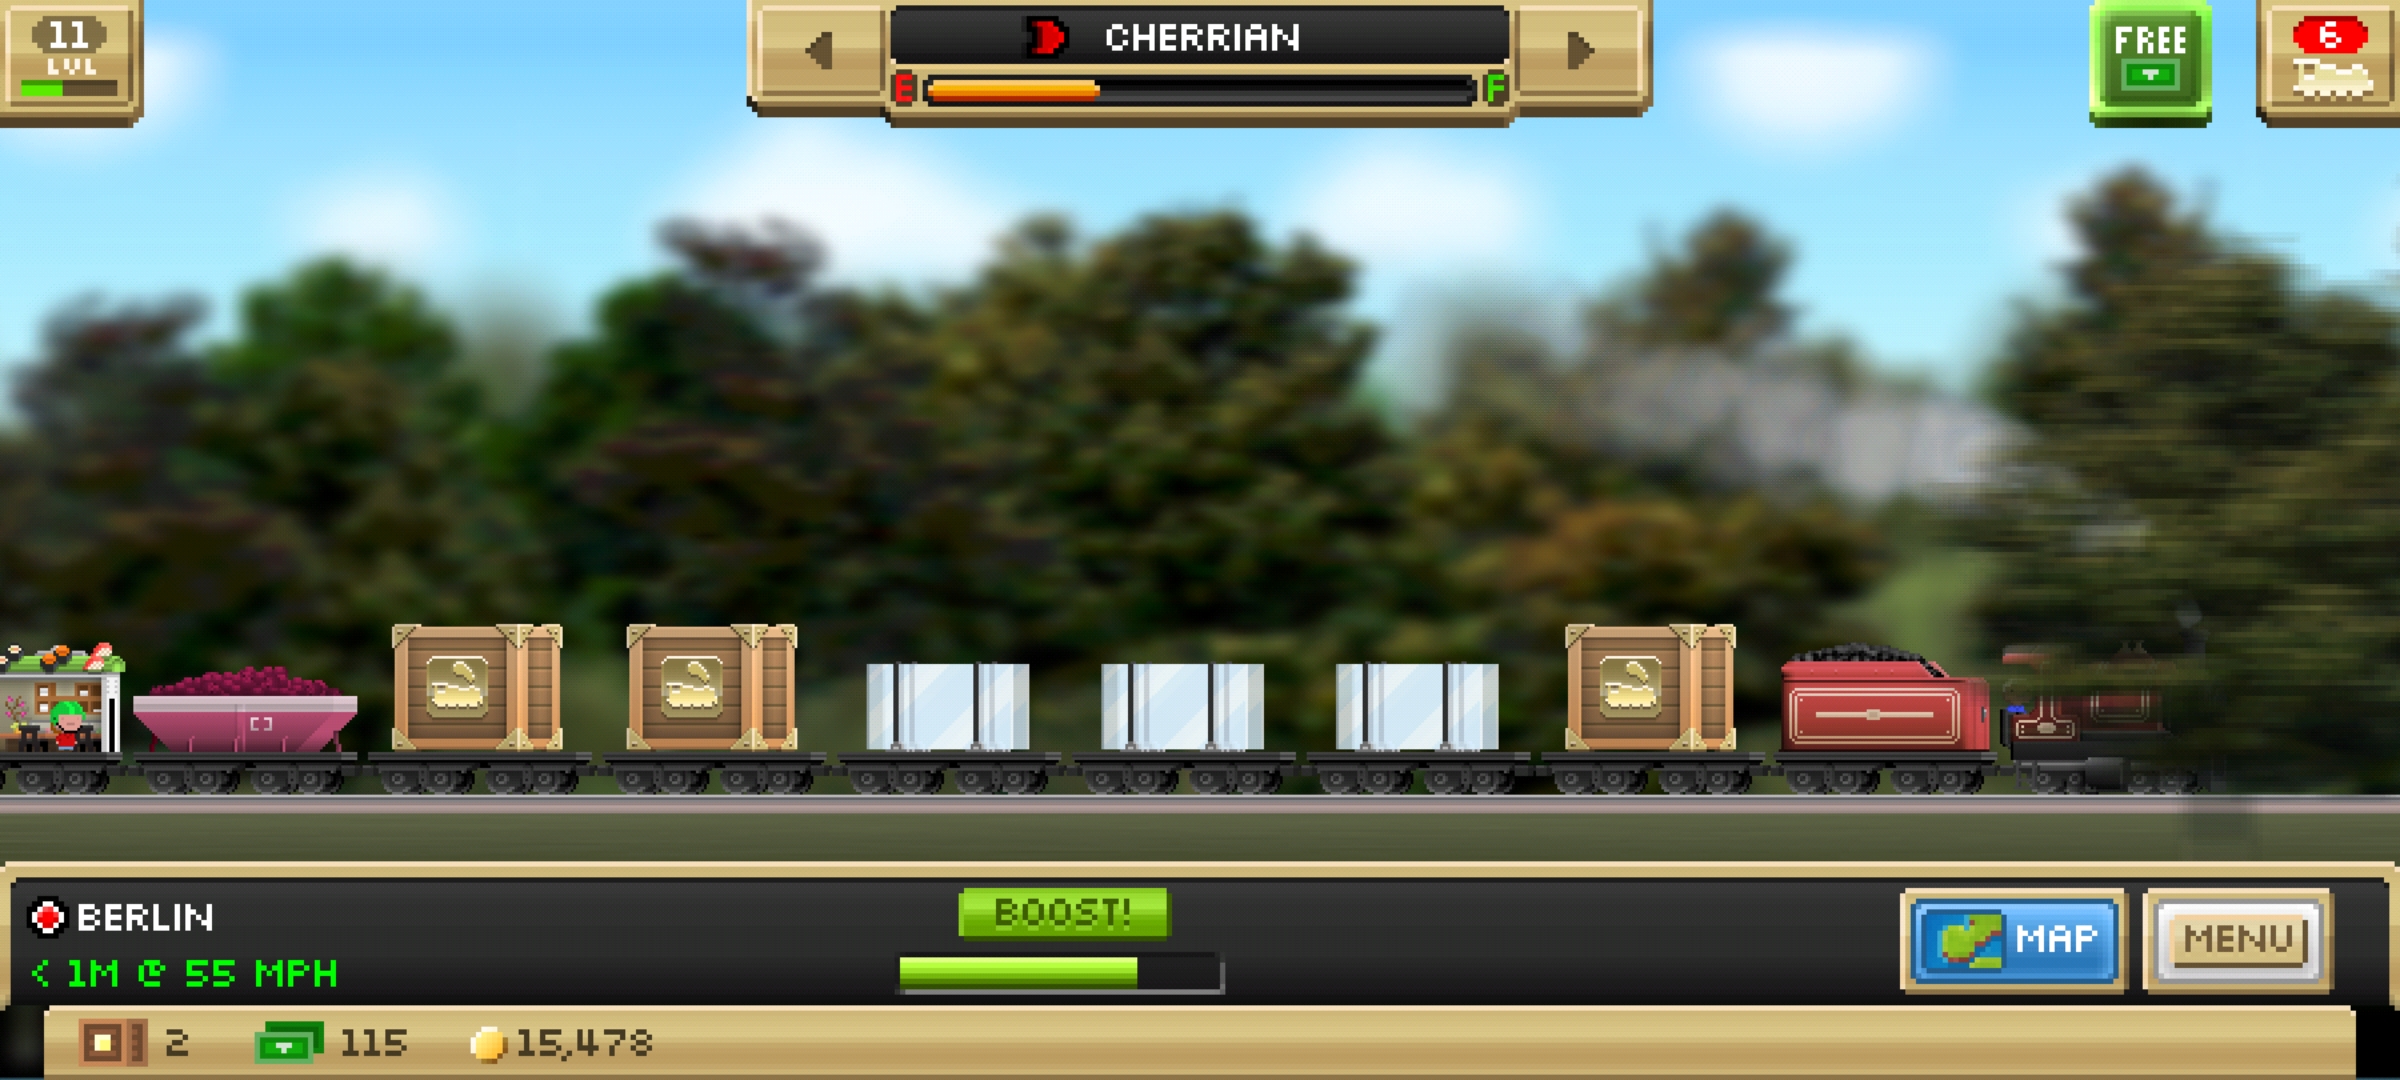 11
LVL
CHERRIAN
E F
FREE
6
BERLIN
< 1M @ 55 MPH
BOOST!
MAP
MENU
2
115
15,478